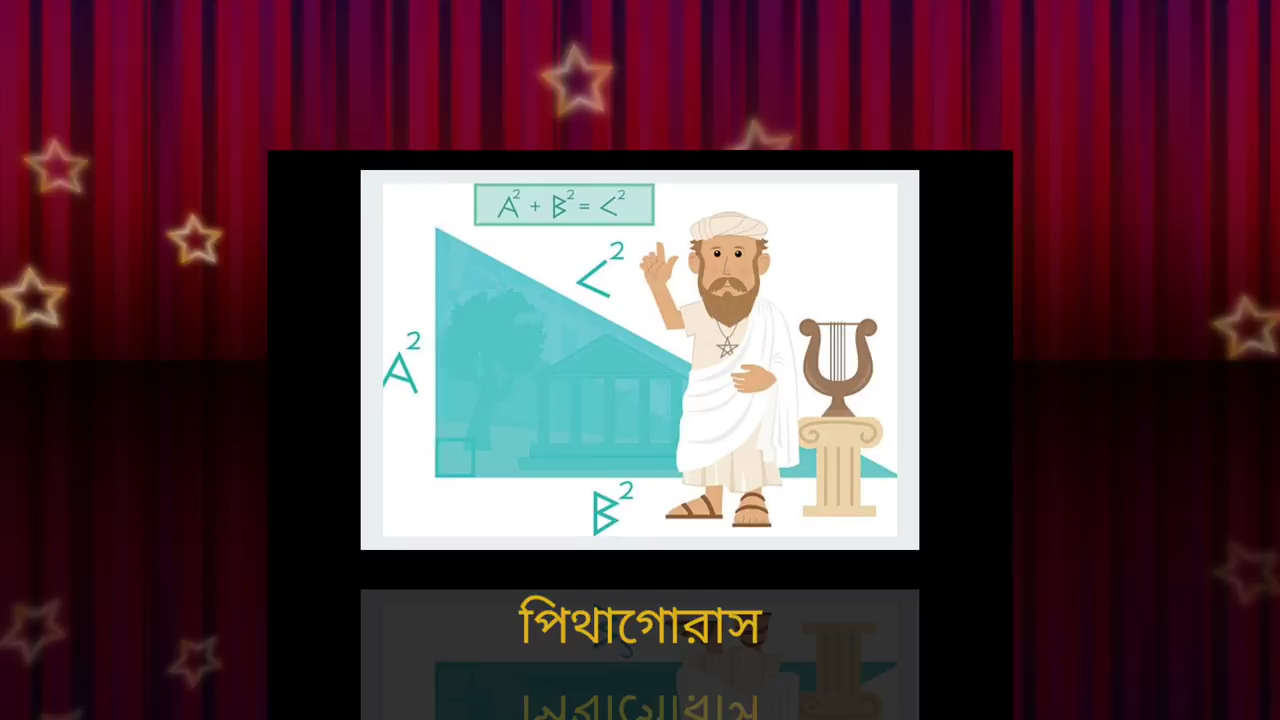 A² + B² = C²
C²
A²
B²
পিথাগোরাস